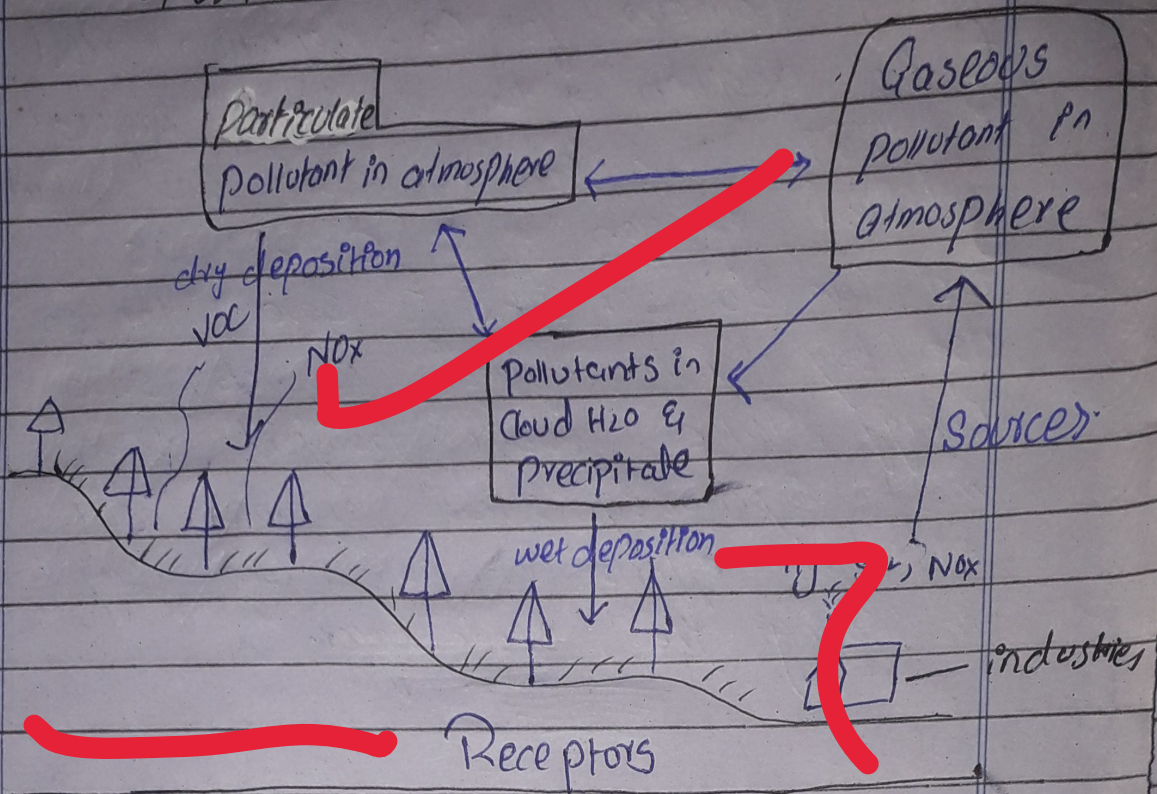 Particulate
Pollutant in atmosphere
Gaseous
Pollutant in
atmosphere
dry deposition
VOC
NOx
Pollutants in
Cloud H2O &
Precipitate
Sources
wet deposition
NOx
industries
Receptors